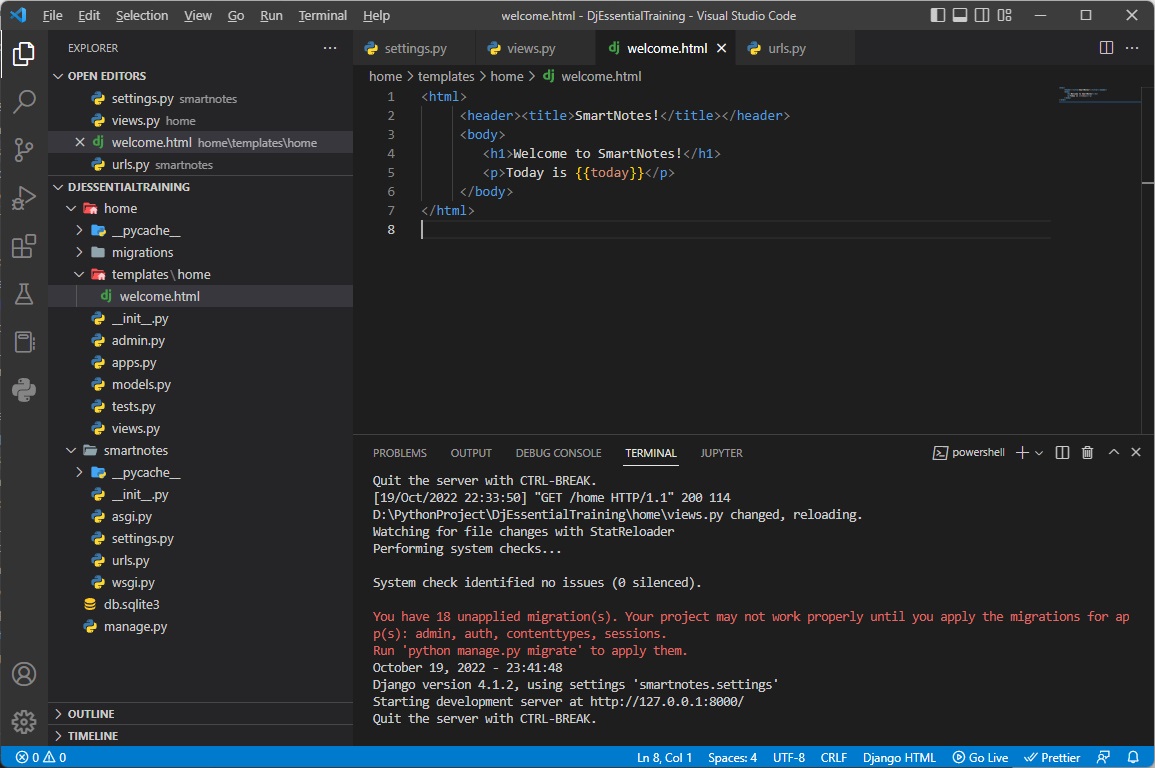 File Edit Selection View Go Run Terminal Help welcome.html - DjEssentialTraining - Visual Studio Code
EXPLORER
OPEN EDITORS
settings.py smartnotes
views.py home
welcome.html home\templates\home
urls.py smartnotes
DJESSENTIALTRAINING
home
__pycache__
migrations
templates\home
welcome.html
__init__.py
admin.py
apps.py
models.py
tests.py
views.py
smartnotes
__pycache__
__init__.py
asgi.py
settings.py
urls.py
wsgi.py
db.sqlite3
manage.py
OUTLINE
TIMELINE
settings.py views.py welcome.html urls.py
home > templates > home > welcome.html
1 <html>
2 <header><title>SmartNotes!</title></header>
3 <body>
4 <h1>Welcome to SmartNotes!</h1>
5 <p>Today is {{today}}</p>
6 </body>
7 </html>
8
PROBLEMS OUTPUT DEBUG CONSOLE TERMINAL JUPYTER powershell
Quit the server with CTRL-BREAK.
[19/Oct/2022 22:33:50] "GET /home HTTP/1.1" 200 114
D:\PythonProject\DjEssentialTraining\home\views.py changed, reloading.
Watching for file changes with StatReloader
Performing system checks...
System check identified no issues (0 silenced).
You have 18 unapplied migration(s). Your project may not work properly until you apply the migrations for ap
p(s): admin, auth, contenttypes, sessions.
Run 'python manage.py migrate' to apply them.
October 19, 2022 - 23:41:48
Django version 4.1.2, using settings 'smartnotes.settings'
Starting development server at http://127.0.0.1:8000/
Quit the server with CTRL-BREAK.
0 0 Ln 8, Col 1 Spaces: 4 UTF-8 CRLF Django HTML Go Live Prettier